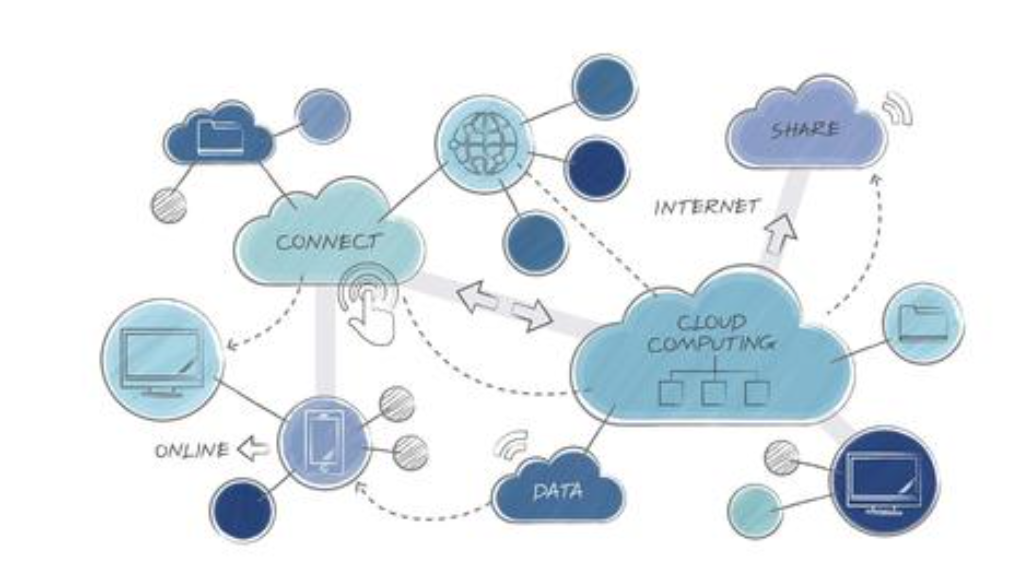 SHARE
INTERNET
CONNECT
CLOUD
COMPUTING
ONLINE
DATA